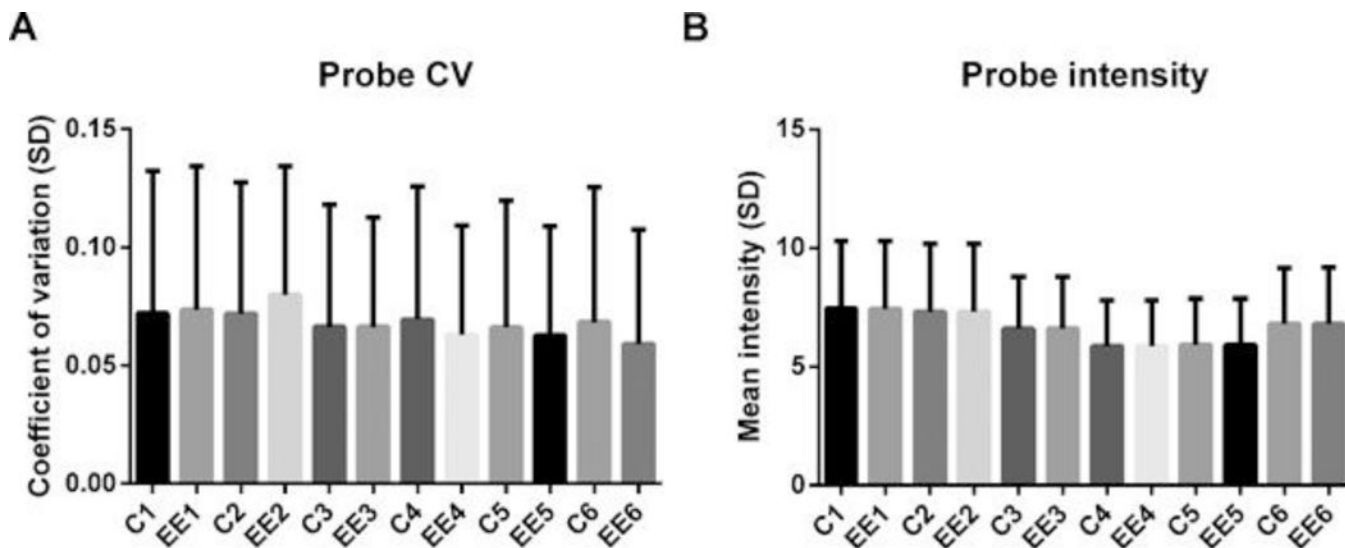 A
Probe CV
Coefficient of variation (SD)
0.15
0.10
0.05
0.00
C1 EE1 C2 EE2 C3 EE3 C4 EE4 C5 EE5 C6 EE6
B
Probe intensity
Mean intensity (SD)
15
10
5
0
C1 EE1 C2 EE2 C3 EE3 C4 EE4 C5 EE5 C6 EE6